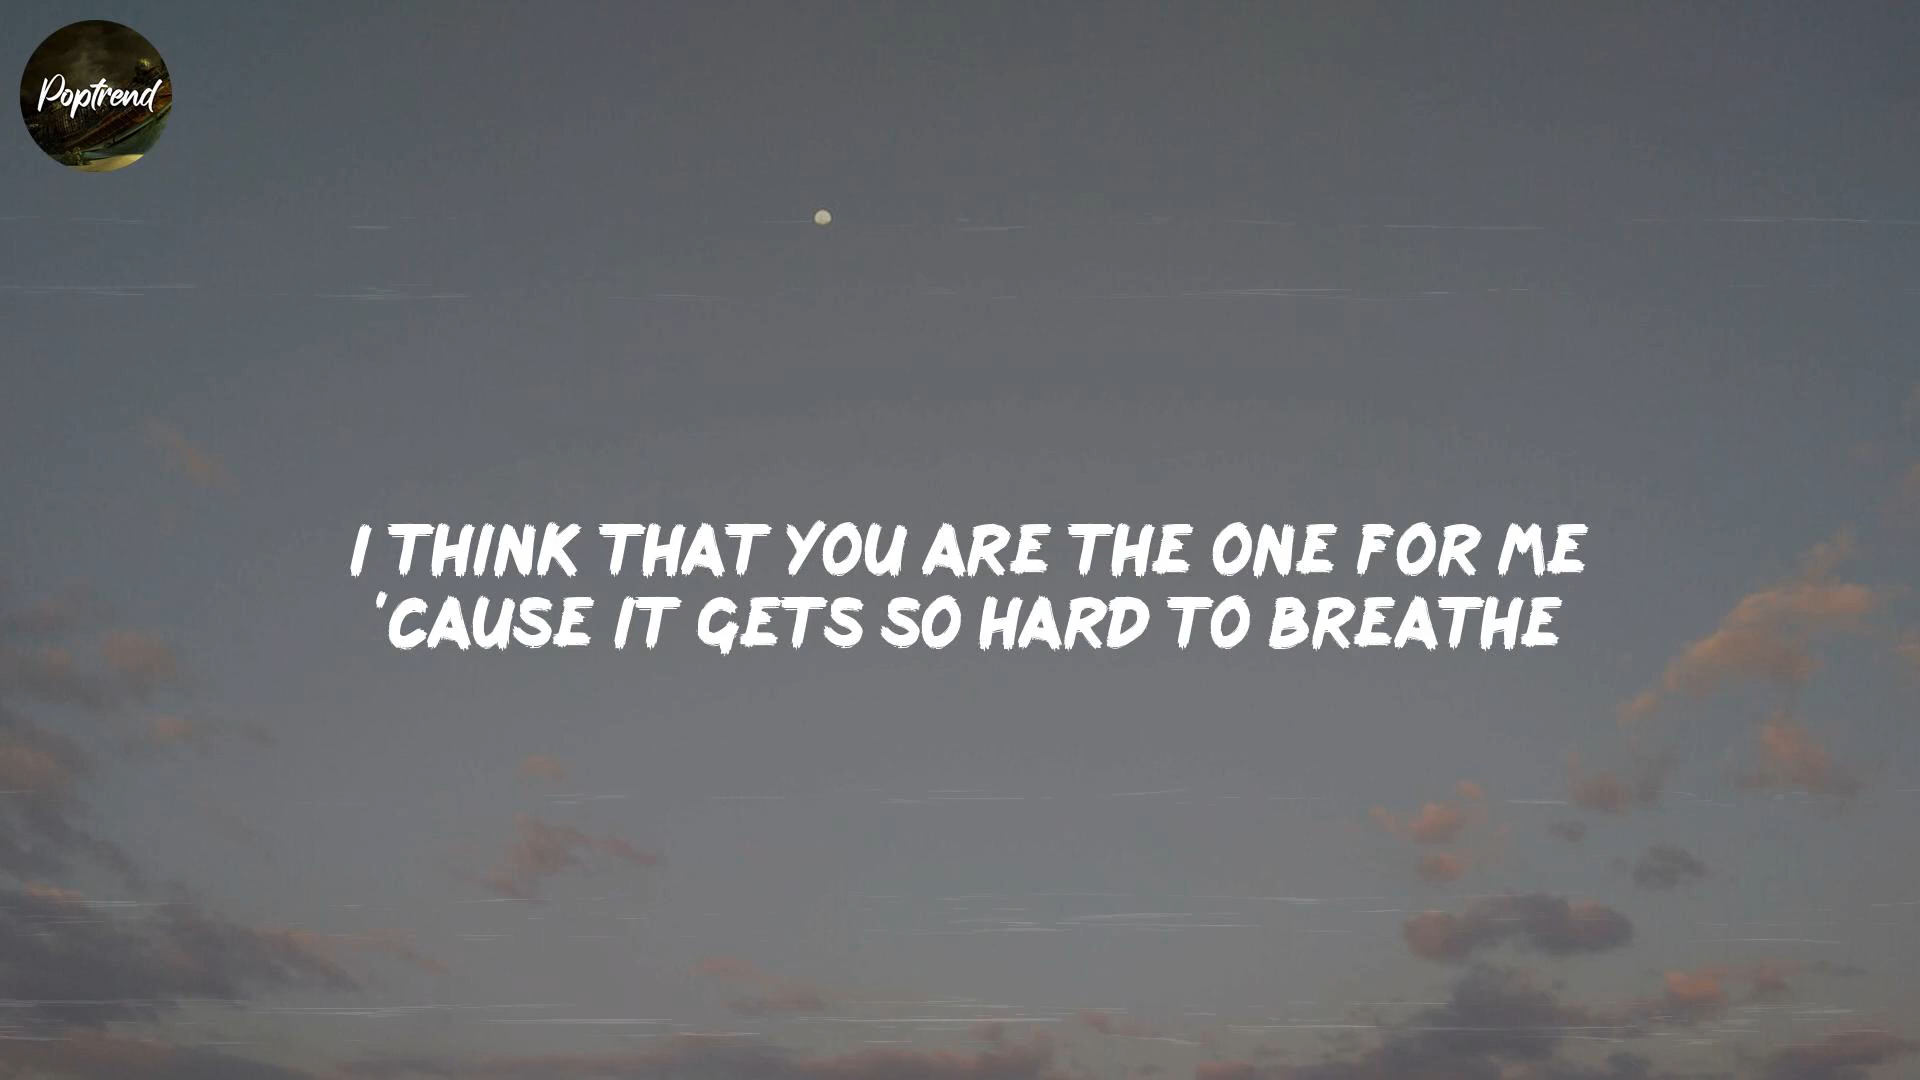 Poptrend
I THINK THAT YOU ARE THE ONE FOR ME
'CAUSE IT GETS SO HARD TO BREATHE